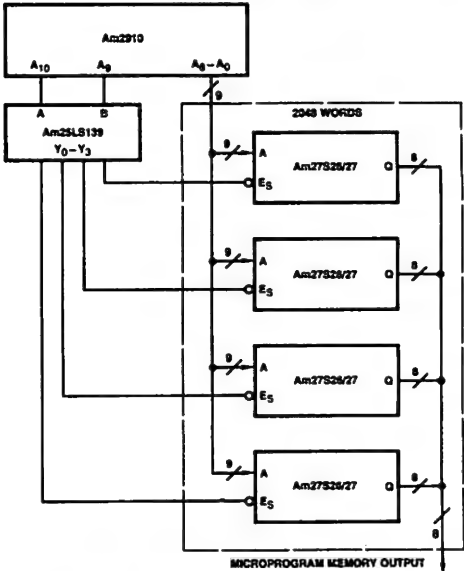 Am2910
A10 A9 A8–A0
9
A B
Am25LS139
Y0–Y3
2048 WORDS
9 A Am27S26/27 Q 8
ES
9 A Am27S26/27 Q 8
ES
9 A Am27S26/27 Q 8
ES
9 A Am27S26/27 Q 8
ES
8
MICROPROGRAM MEMORY OUTPUT